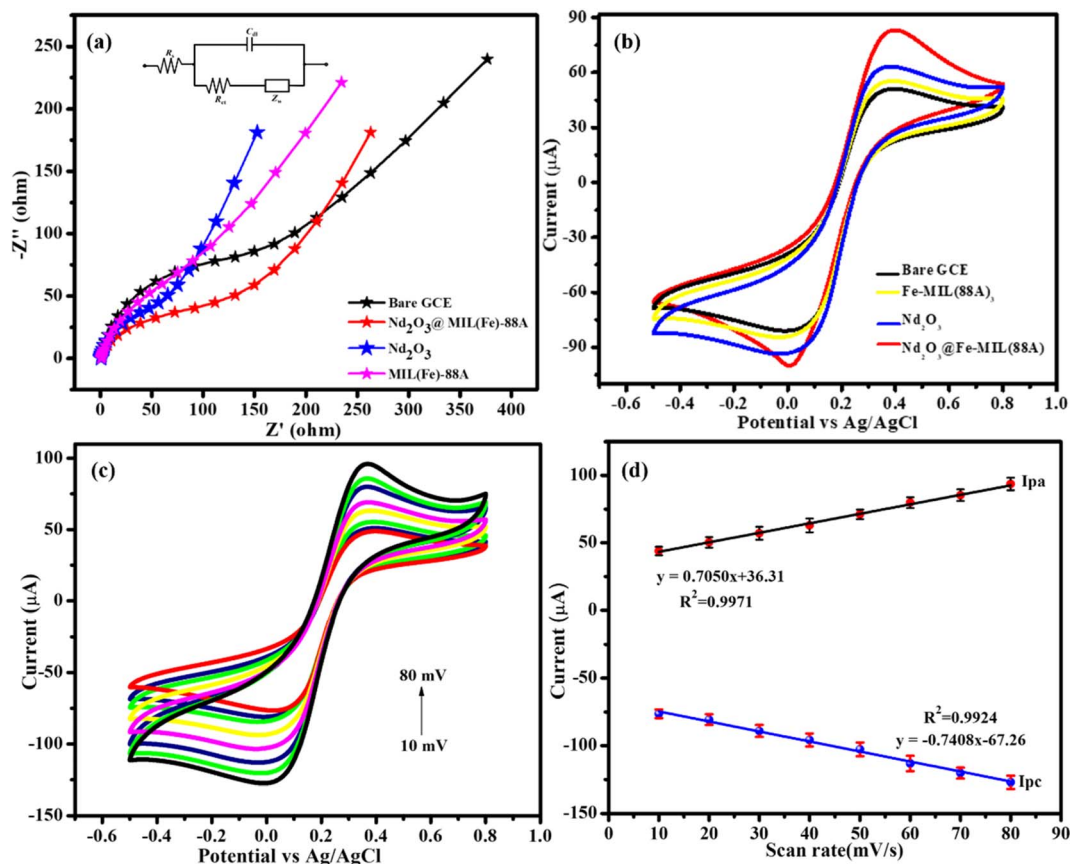 (a)
250
200
150
100
50
0
-Z'' (ohm)
0 50 100 150 200 250 300 350 400
Z' (ohm)
Cdl
Rs
Rct
Zw
Bare GCE
Nd₂O₃@ MIL(Fe)-88A
Nd₂O₃
MIL(Fe)-88A
(b)
90
60
30
0
-30
-60
-90
Current (μA)
-0.6 -0.4 -0.2 0.0 0.2 0.4 0.6 0.8 1.0
Potential vs Ag/AgCl
Bare GCE
Fe-MIL(88A)₃
Nd₂O₃
Nd₂O₃@Fe-MIL(88A)
(c)
100
50
0
-50
-100
-150
Current (μA)
80 mV
10 mV
-0.6 -0.4 -0.2 0.0 0.2 0.4 0.6 0.8 1.0
Potential vs Ag/AgCl
(d)
100
50
0
-50
-100
-150
Current (μA)
Ipa
y = 0.7050x+36.31
R²=0.9971
R²=0.9924
y = -0.7408x-67.26
Ipc
10 20 30 40 50 60 70 80 90
Scan rate(mV/s)